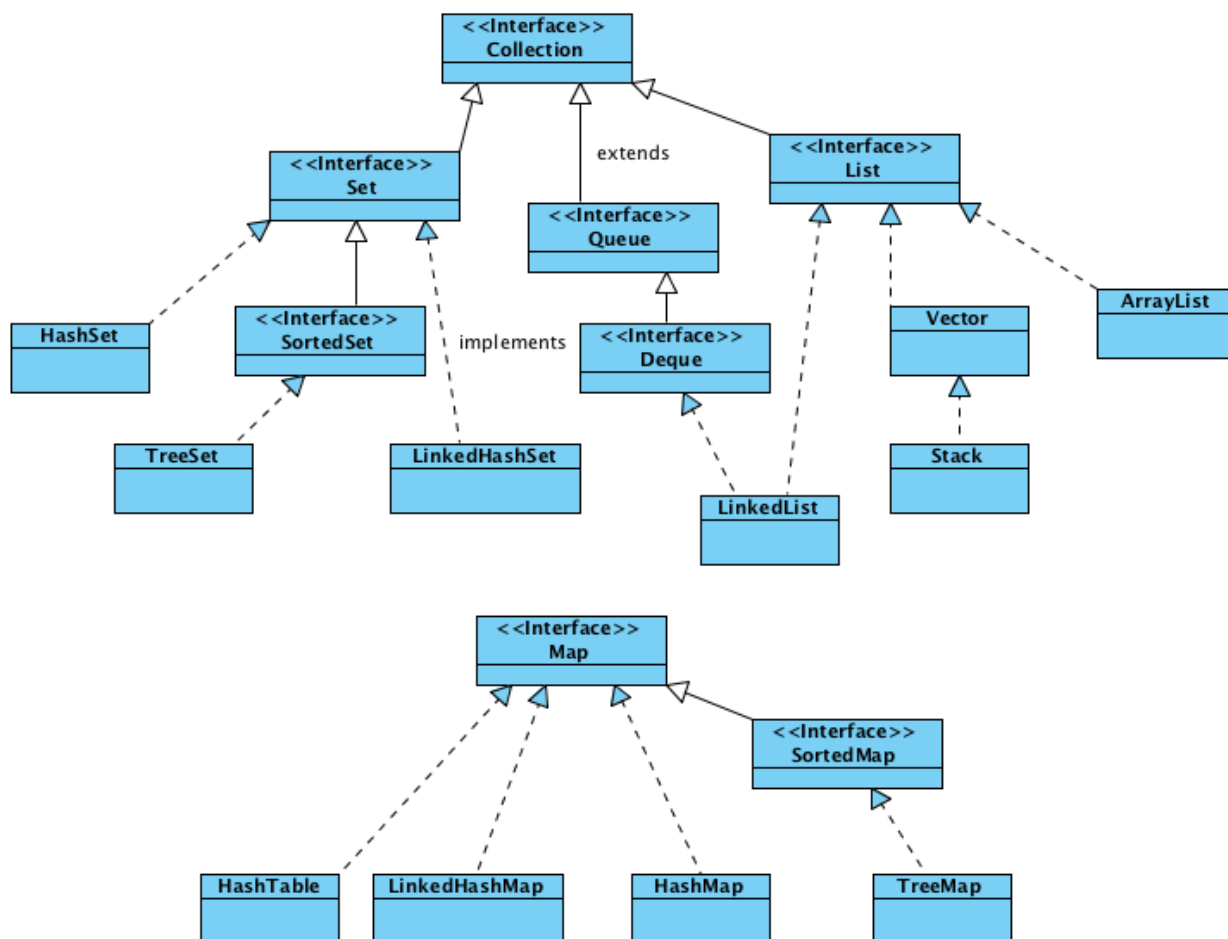 <<Interface>>
Collection
<<Interface>>
Set
extends
<<Interface>>
List
<<Interface>>
Queue
HashSet
<<Interface>>
SortedSet
implements
<<Interface>>
Deque
Vector
ArrayList
TreeSet
LinkedHashSet
LinkedList
Stack
<<Interface>>
Map
<<Interface>>
SortedMap
HashTable
LinkedHashMap
HashMap
TreeMap